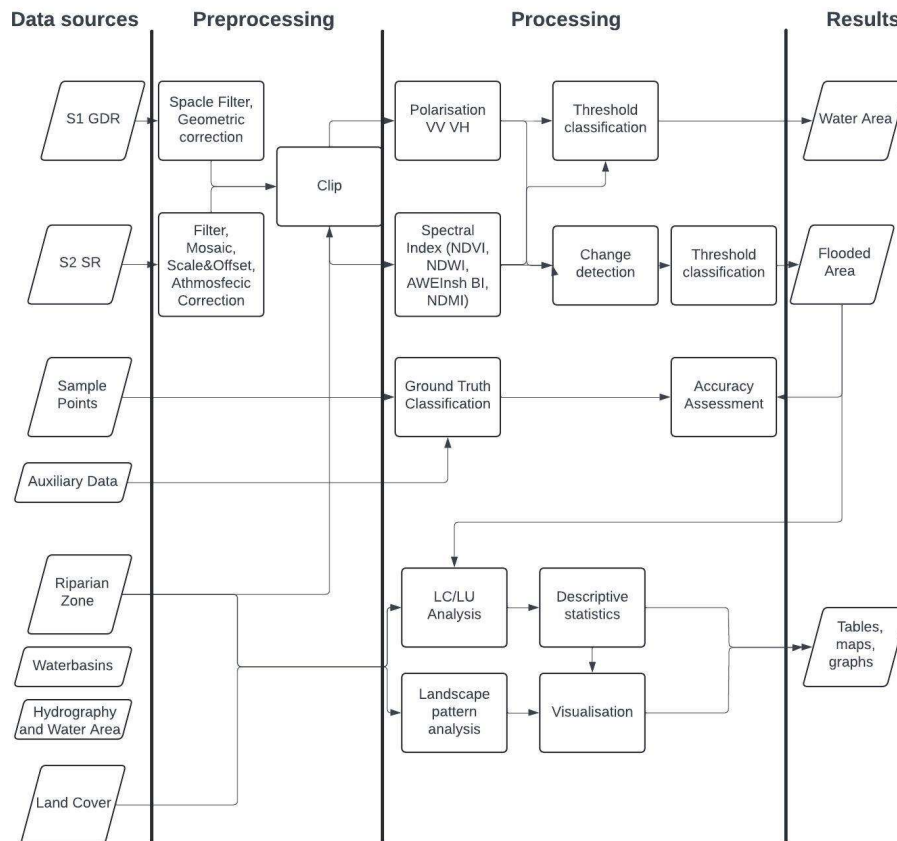 Data sources
Preprocessing
Processing
Results
S1 GDR
Spacle Filter,
Geometric
correction
Clip
Polarisation
VV VH
Threshold
classification
Water Area
S2 SR
Filter,
Mosaic,
Scale&Offset,
Athmosfecic
Correction
Spectral
Index (NDVI,
NDWI,
AWEInsh BI,
NDMI)
Change
detection
Threshold
classification
Flooded
Area
Sample
Points
Ground Truth
Classification
Accuracy
Assessment
Auxiliary Data
Riparian
Zone
LC/LU
Analysis
Descriptive
statistics
Tables,
maps,
graphs
Waterbasins
Hydrography
and Water Area
Landscape
pattern
analysis
Visualisation
Land Cover